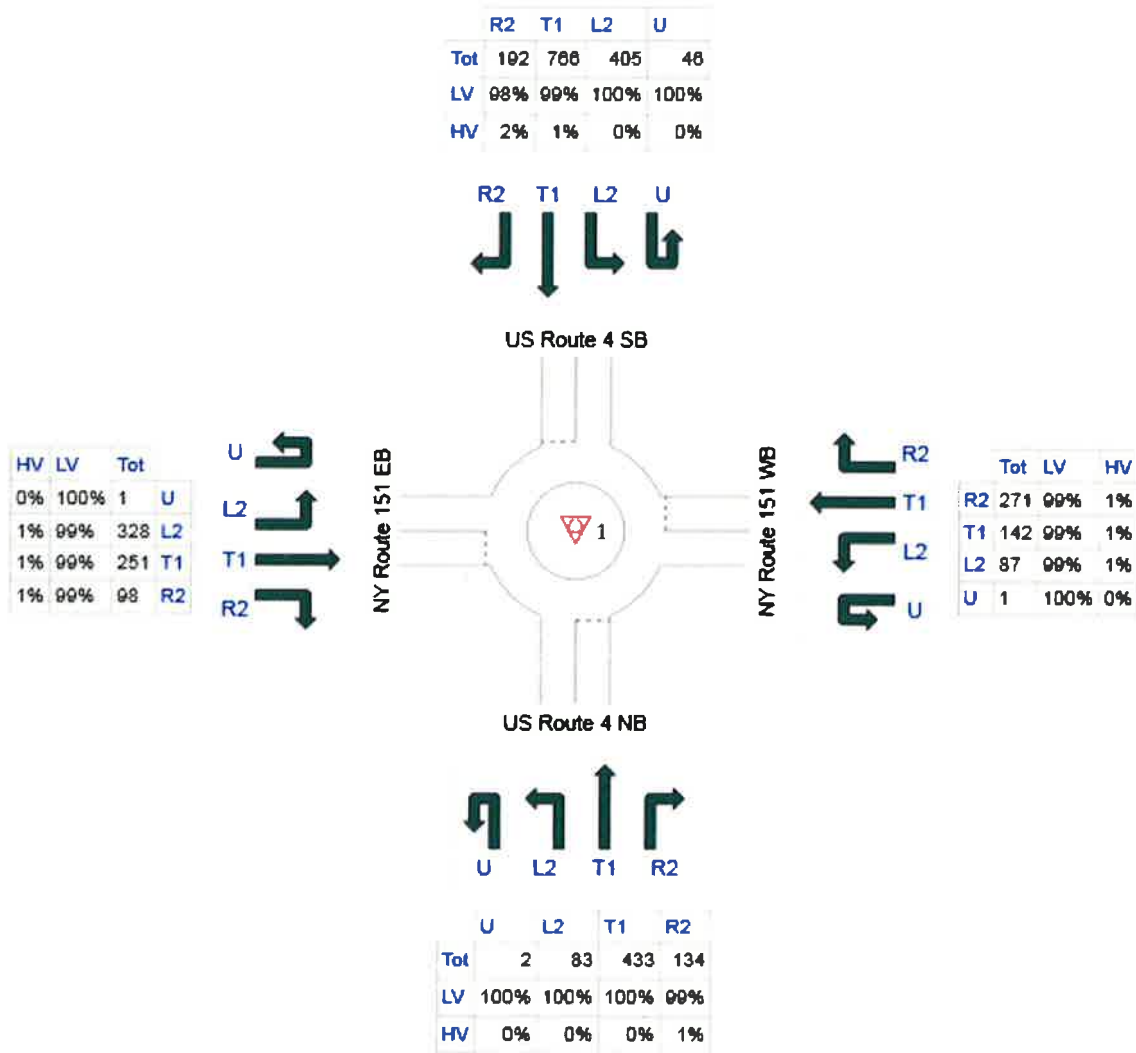 R2 T1 L2 U
Tot 192 766 405 46
LV 98% 99% 100% 100%
HV 2% 1% 0% 0%
R2 T1 L2 U
US Route 4 SB
HV LV Tot
0% 100% 1 U
1% 99% 328 L2
1% 99% 251 T1
1% 99% 98 R2
U
L2
T1
R2
NY Route 151 EB
1
NY Route 151 WB
R2
T1
L2
U
Tot LV HV
R2 271 99% 1%
T1 142 99% 1%
L2 87 99% 1%
U 1 100% 0%
US Route 4 NB
U L2 T1 R2
U L2 T1 R2
Tot 2 83 433 134
LV 100% 100% 100% 99%
HV 0% 0% 0% 1%